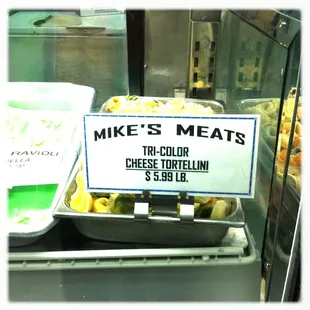 MIKE'S MEATS
TRI-COLOR
CHEESE TORTELLINI
$ 5.99 LB.
RAVIOLI